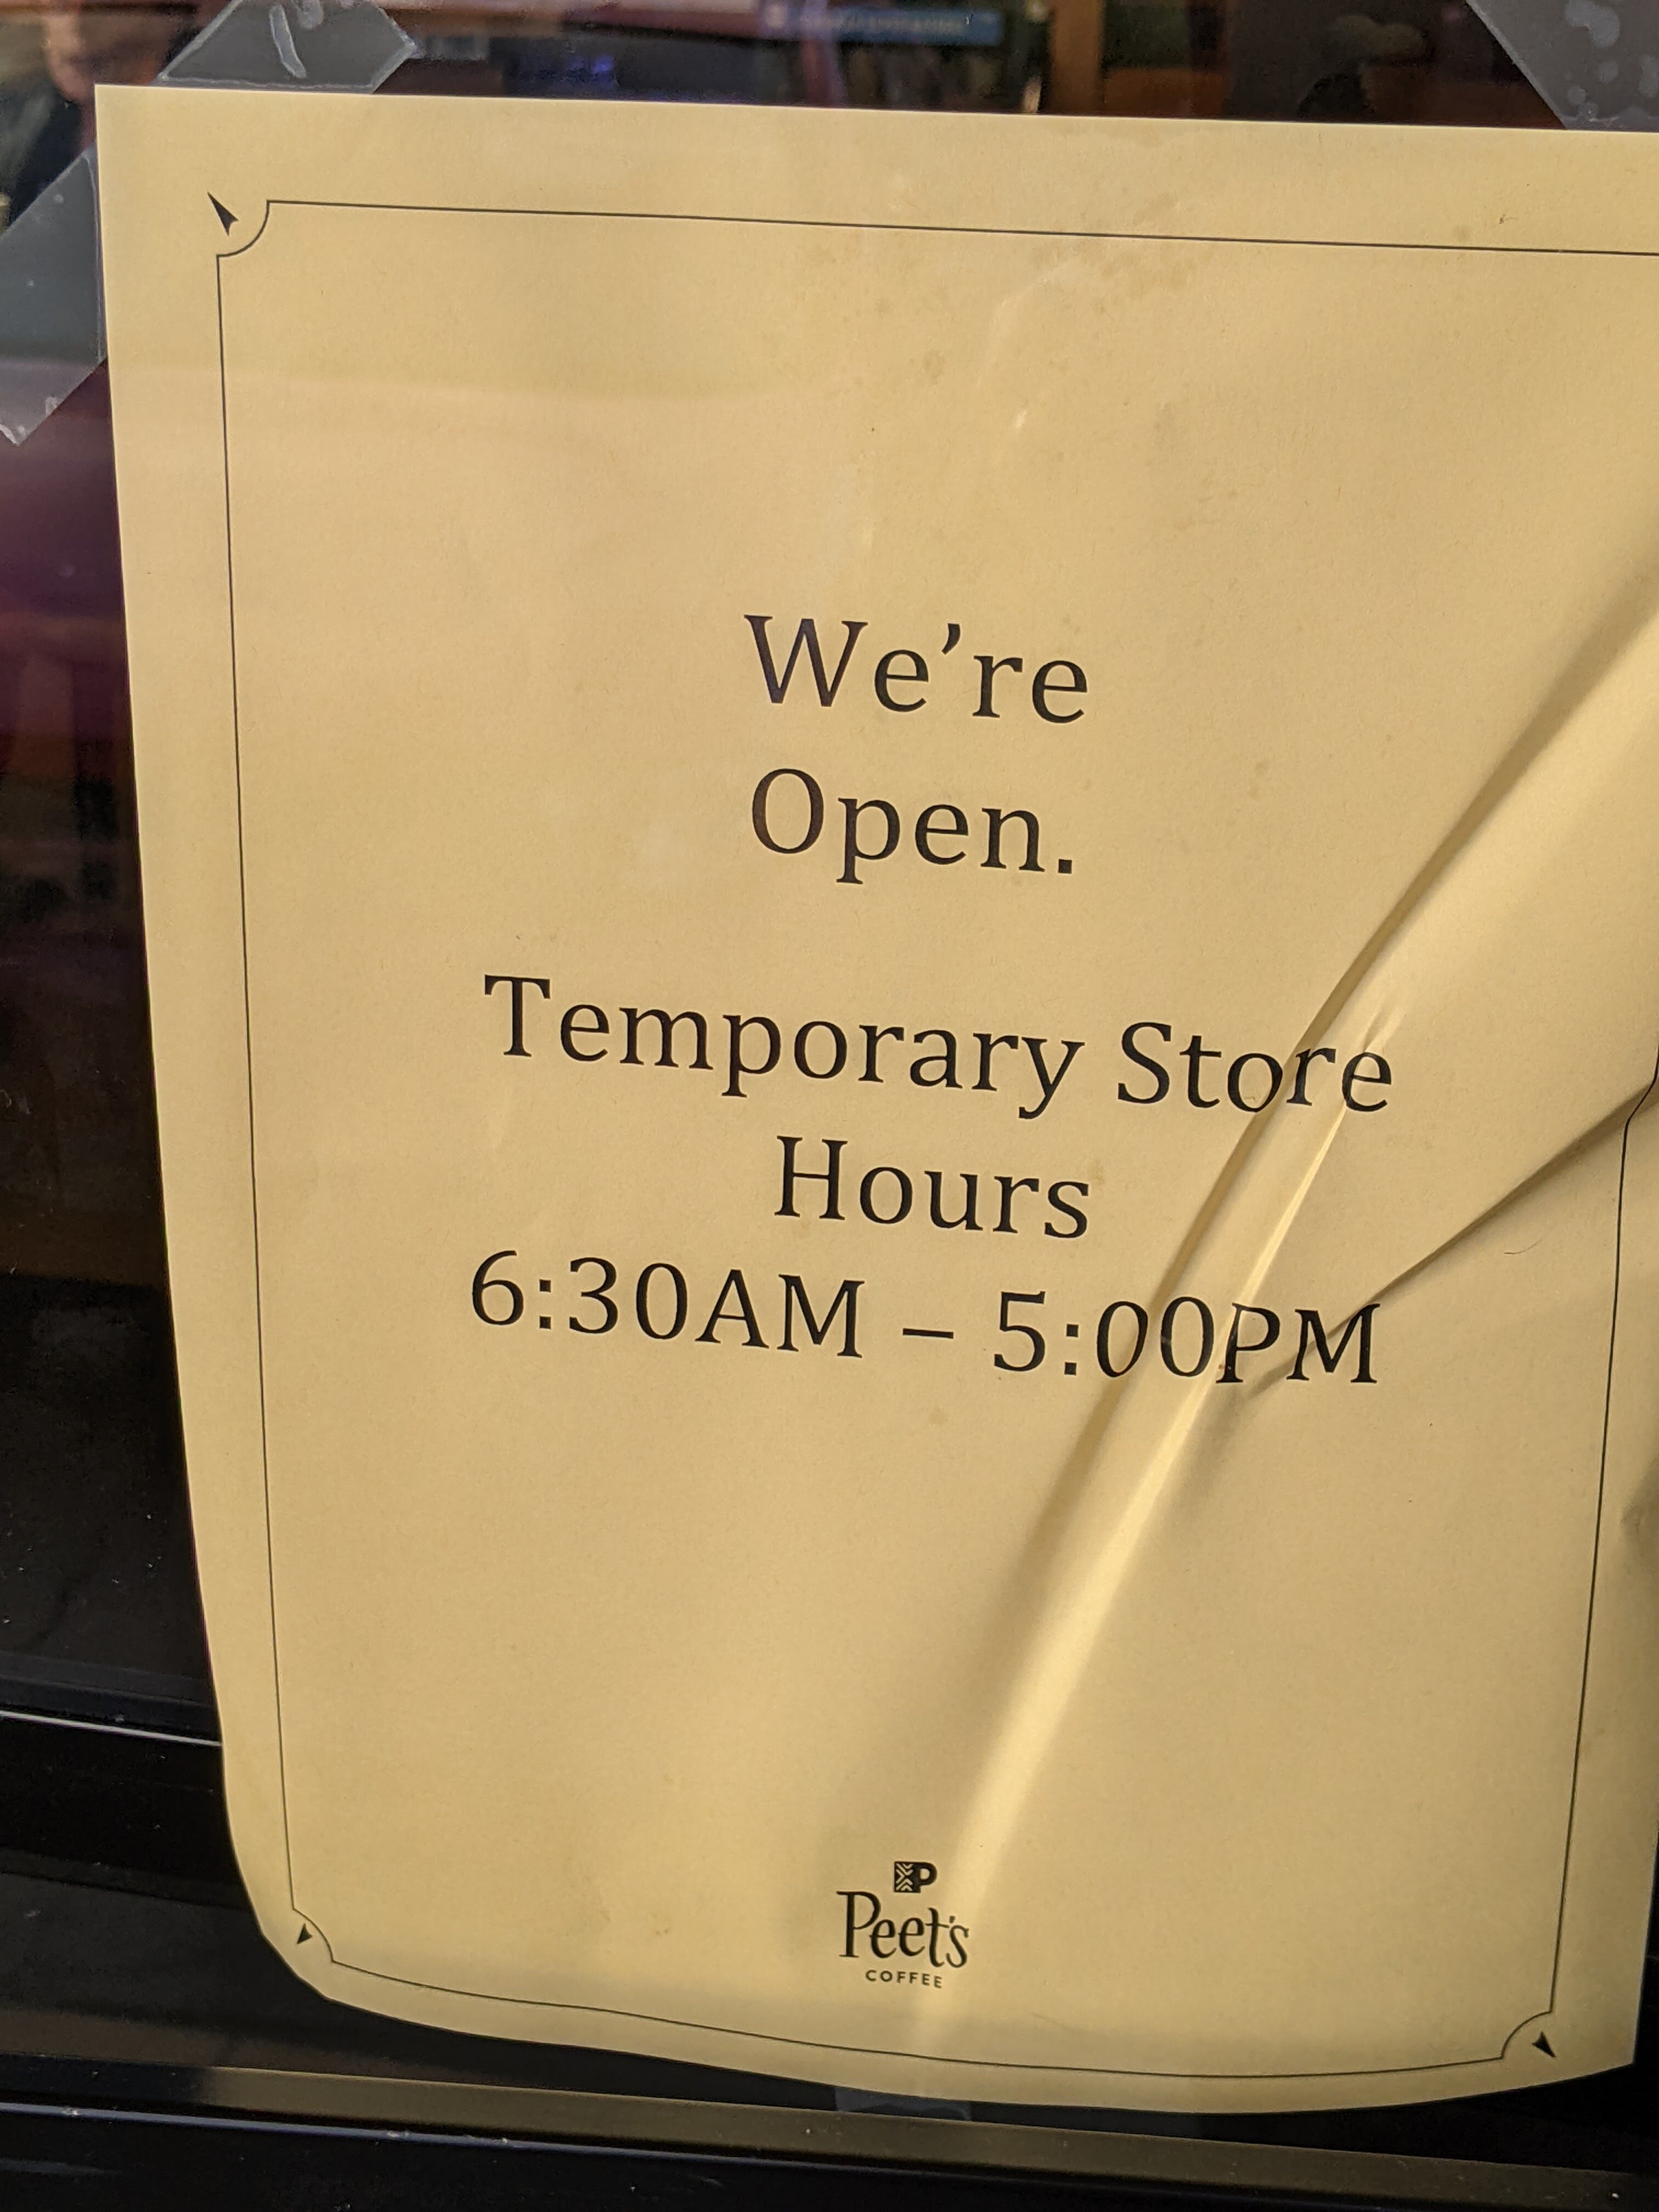 We’re
Open.
Temporary Store
Hours
6:30AM – 5:00PM
Peet's
COFFEE